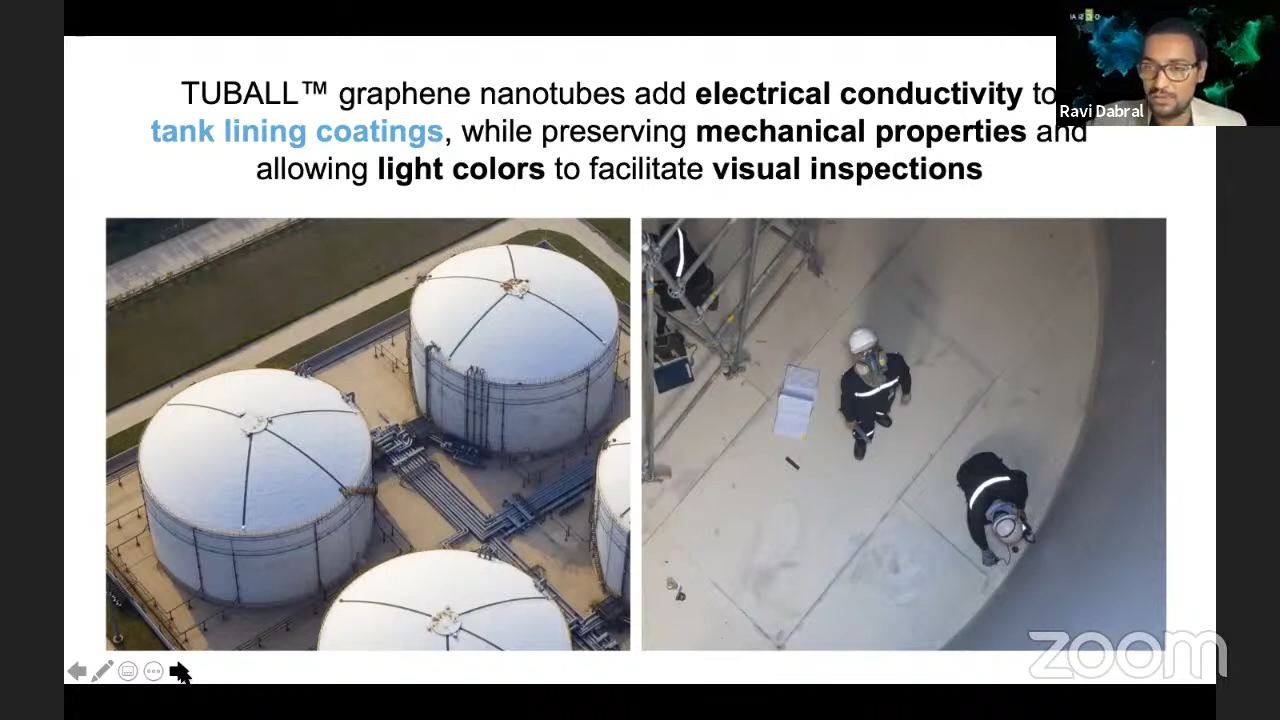 TUBALL™ graphene nanotubes add electrical conductivity to
tank lining coatings, while preserving mechanical properties and
allowing light colors to facilitate visual inspections
Ravi Dabral
zoom